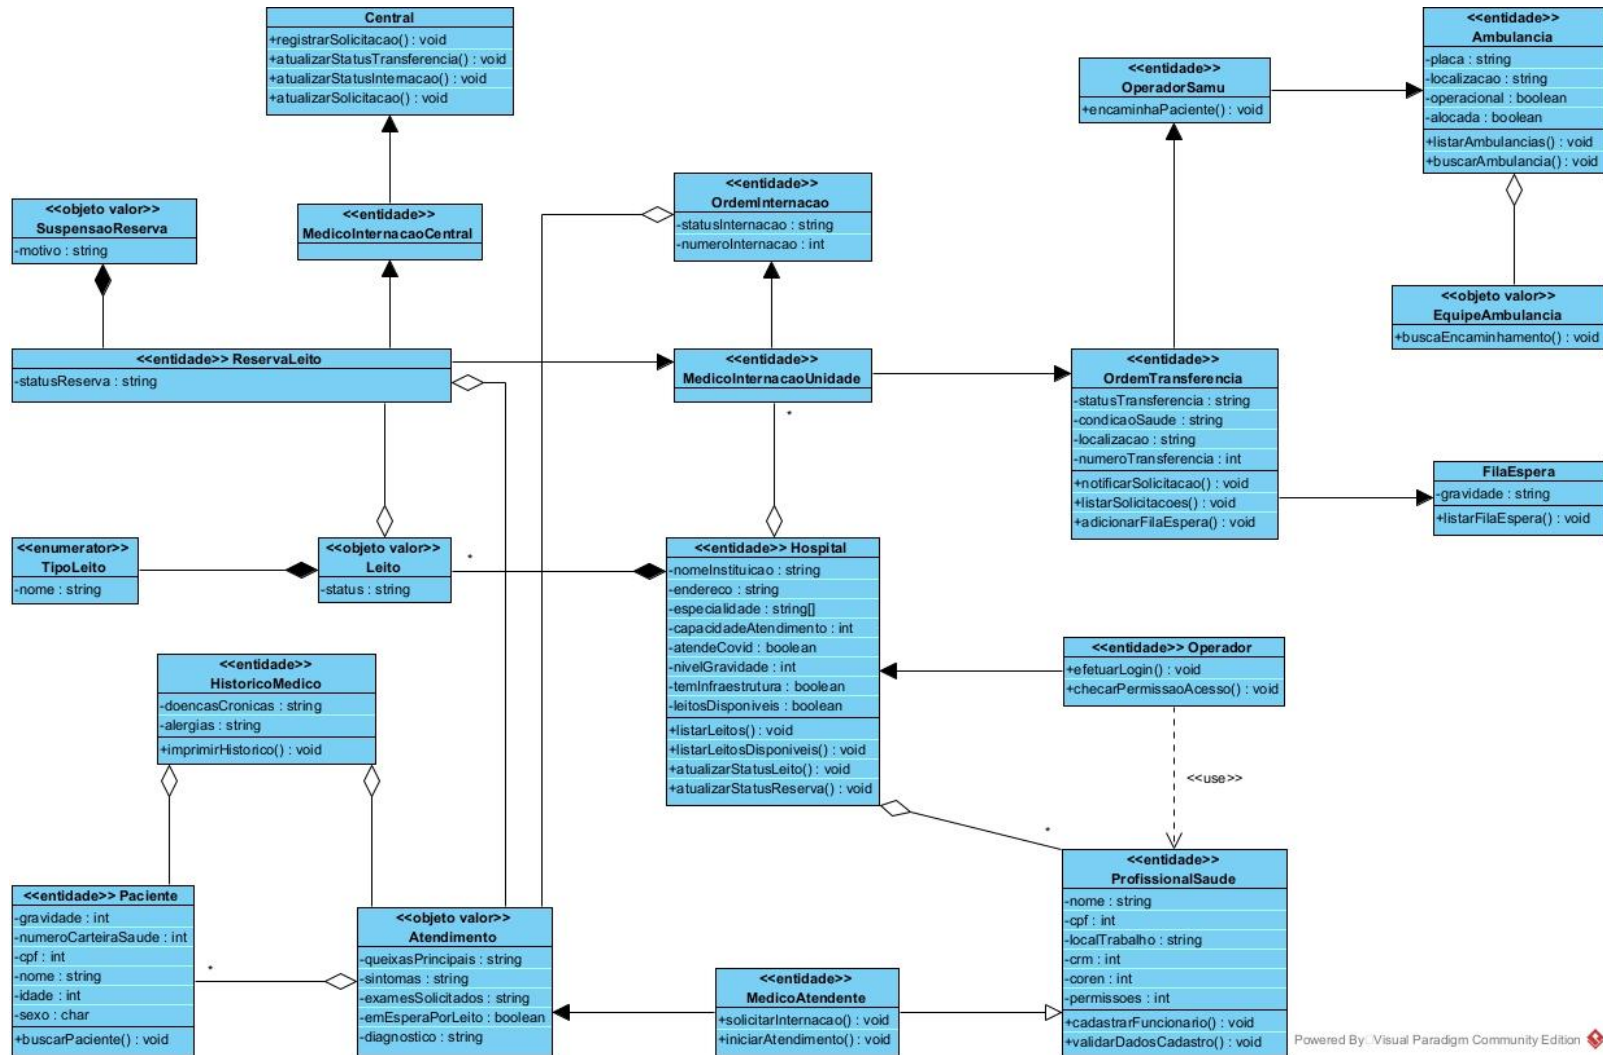 Central
+registrarSolicitacao() : void
+atualizarStatusTransferencia() : void
+atualizarStatusInternacao() : void
+atualizarSolicitacao() : void
<<entidade>>
Ambulancia
-placa : string
-localizacao : string
-operacional : boolean
-alocada : boolean
+listarAmbulancias() : void
+buscarAmbulancia() : void
<<entidade>>
OperadorSamu
+encaminhaPaciente() : void
<<objeto valor>>
SuspensaoReserva
-motivo : string
<<entidade>>
MedicoInternacaoCentral
<<entidade>>
OrdemInternacao
-statusInternacao : string
-numeroInternacao : int
<<objeto valor>>
EquipeAmbulancia
+buscaEncaminhamento() : void
<<entidade>> ReservaLeito
-statusReserva : string
<<entidade>>
MedicoInternacaoUnidade
*
<<entidade>>
OrdemTransferencia
-statusTransferencia : string
-condicaoSaude : string
-localizacao : string
-numeroTransferencia : int
+notificarSolicitacao() : void
+listarSolicitacoes() : void
+adicionarFilaEspera() : void
FilaEspera
-gravidade : string
+listarFilaEspera() : void
<<enumerator>>
TipoLeito
-nome : string
<<objeto valor>>
Leito
-status : string
*
<<entidade>> Hospital
-nomeInstituicao : string
-endereco : string
-especialidade : string[]
-capacidadeAtendimento : int
-atendeCovid : boolean
-nivelGravidade : int
-temInfraestrutura : boolean
-leitosDisponiveis : boolean
+listarLeitos() : void
+listarLeitosDisponiveis() : void
+atualizarStatusLeito() : void
+atualizarStatusReserva() : void
<<entidade>> Operador
+efetuarLogin() : void
+checarPermissaoAcesso() : void
<<use>>
*
<<entidade>>
HistoricoMedico
-doencasCronicas : string
-alergias : string
+imprimirHistorico() : void
<<entidade>> Paciente
-gravidade : int
-numeroCarteiraSaude : int
-cpf : int
-nome : string
-idade : int
-sexo : char
+buscarPaciente() : void
*
<<objeto valor>>
Atendimento
-queixasPrincipais : string
-sintomas : string
-examesSolicitados : string
-emEsperaPorLeito : boolean
-diagnostico : string
<<entidade>>
MedicoAtendente
+solicitarInternacao() : void
+iniciarAtendimento() : void
<<entidade>>
ProfissionalSaude
-nome : string
-cpf : int
-localTrabalho : string
-crm : int
-coren : int
-permissoes : int
+cadastrarFuncionario() : void
+validarDadosCadastro() : void
Powered By Visual Paradigm Community Edition